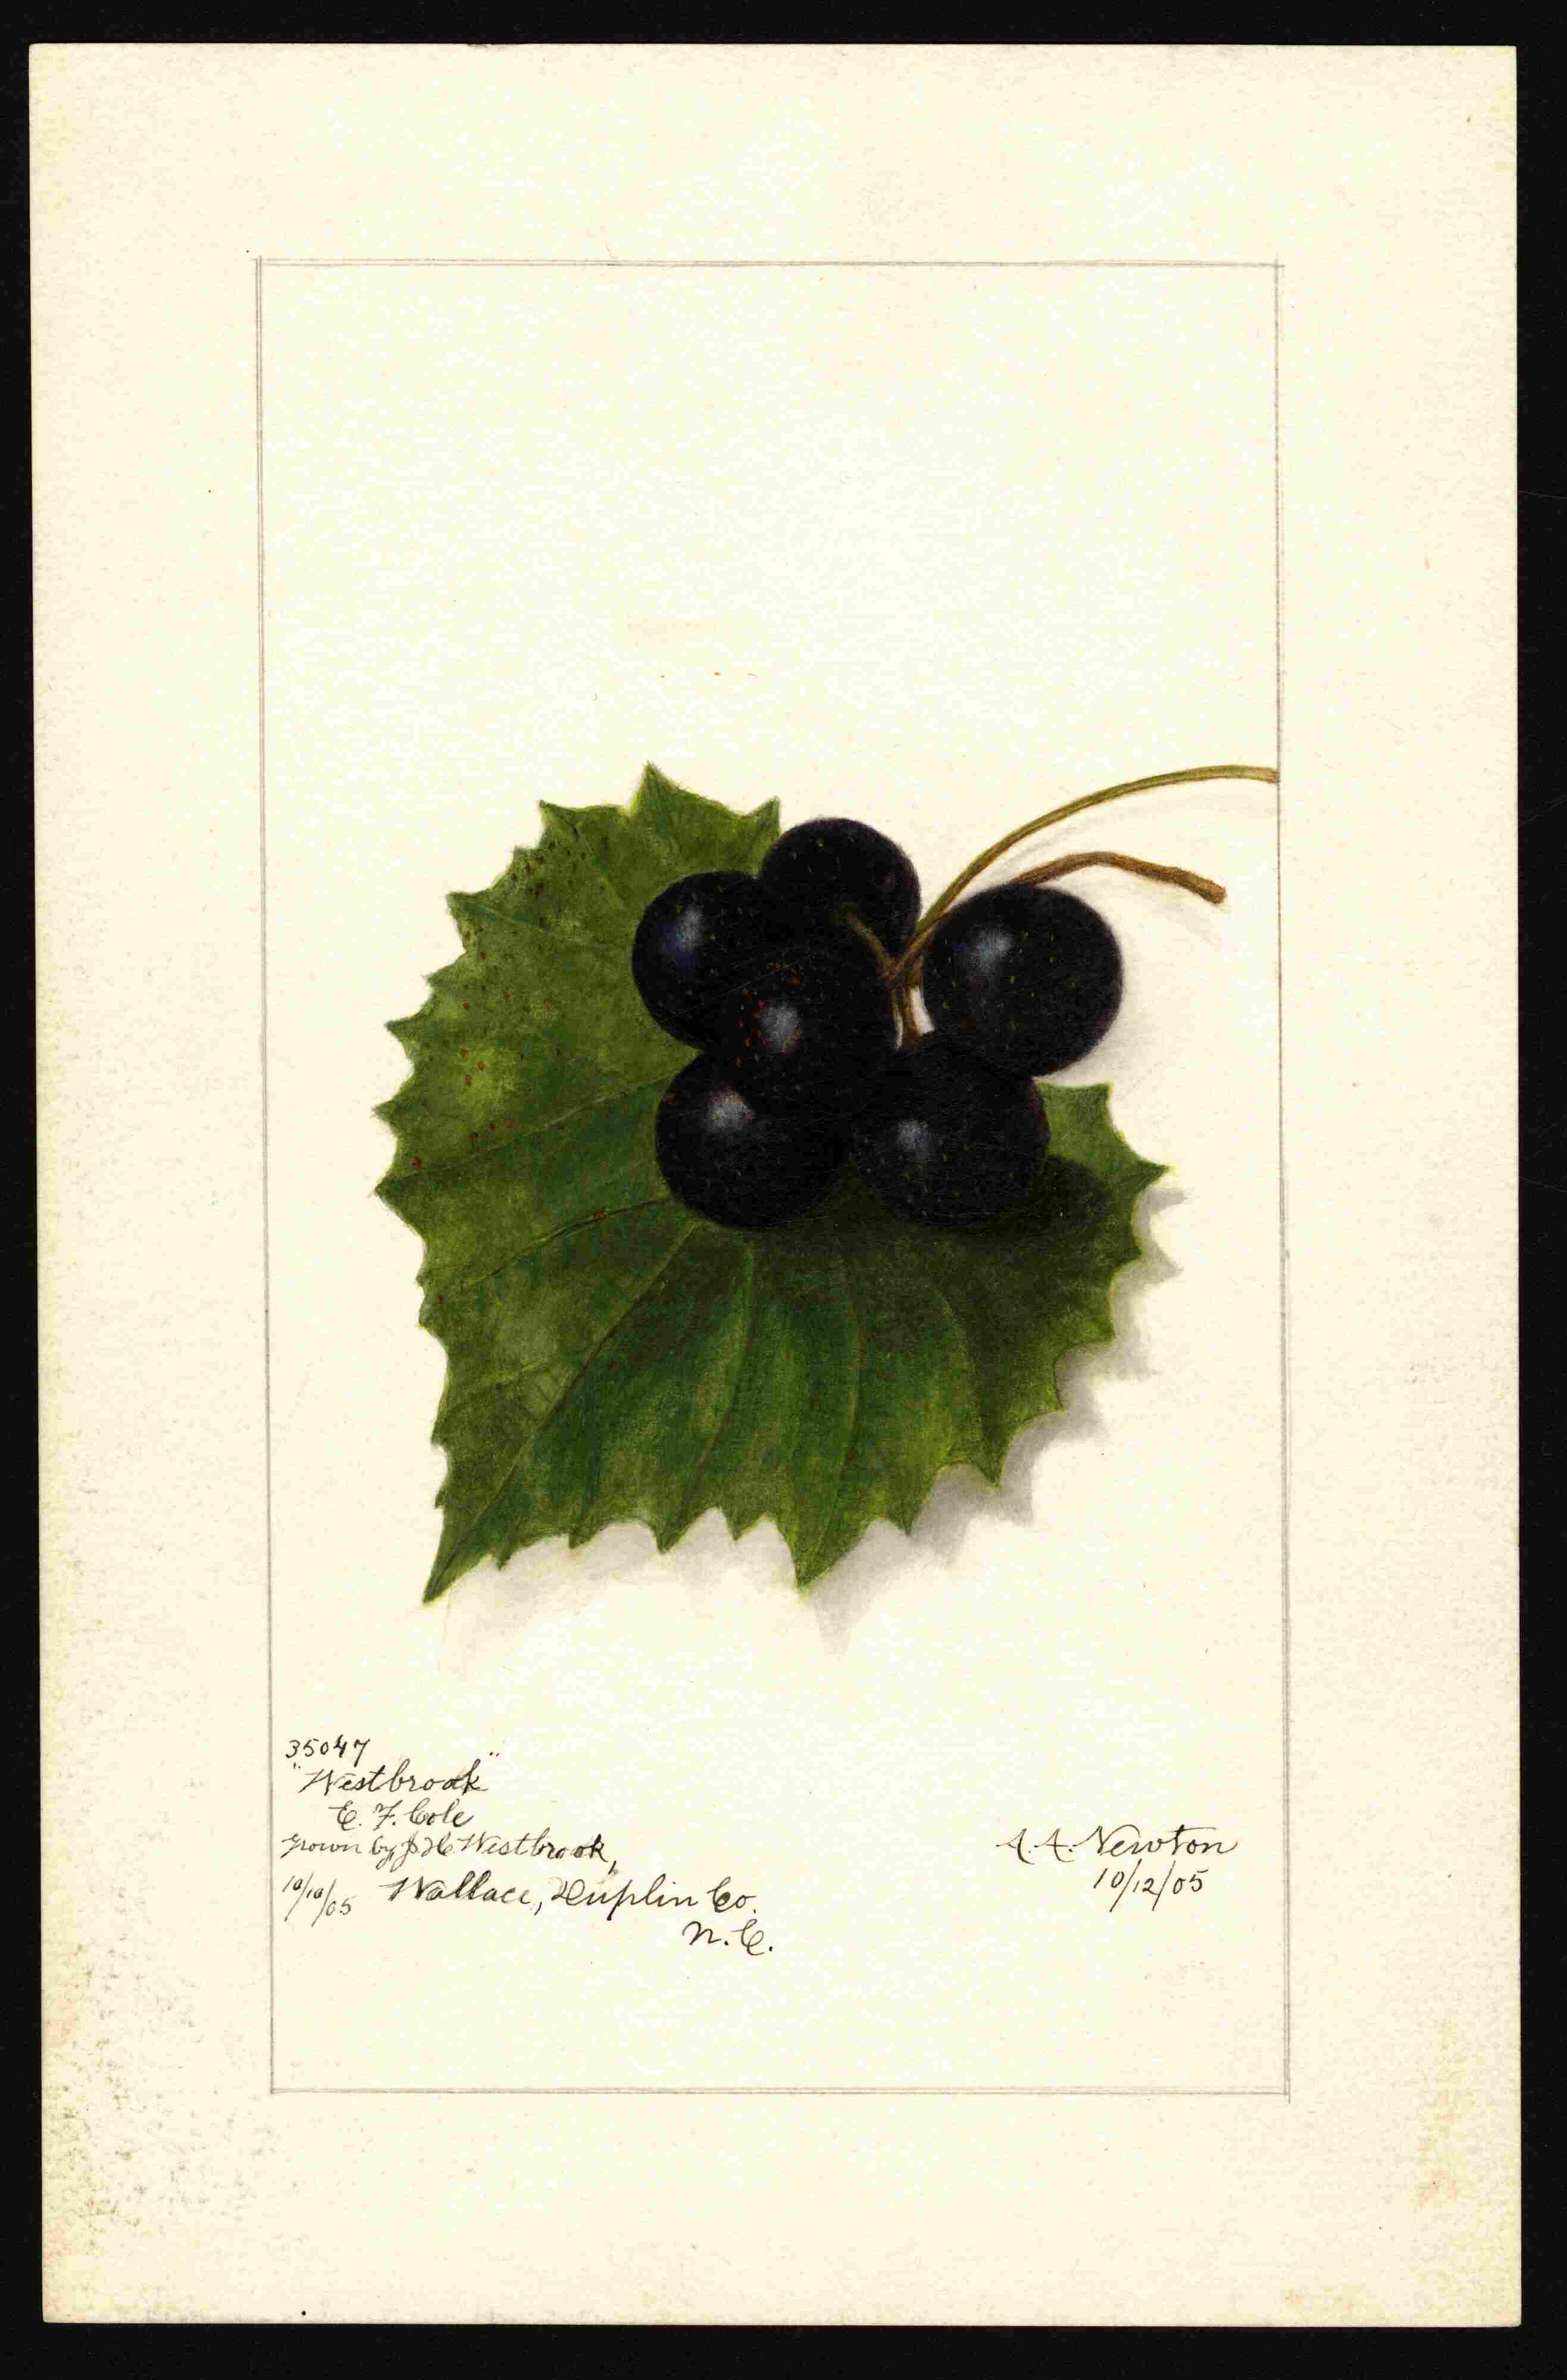 35047
"Westbrook"
E. F. Cole
Grown by J. H. Westbrook,
10/10/05 Wallace, Duplin Co.
N.C.
A. A. Newton
10/12/05